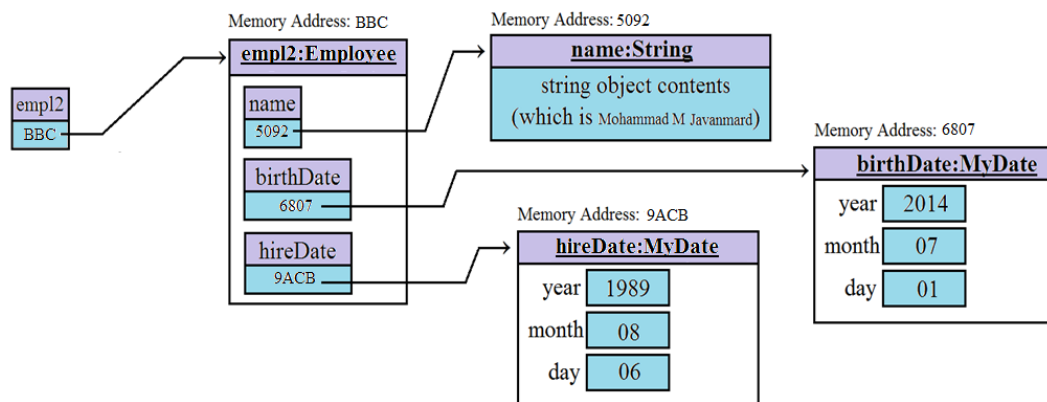 empl2
BBC
Memory Address: BBC
empl2:Employee
name
5092
birthDate
6807
hireDate
9ACB
Memory Address: 5092
name:String
string object contents
(which is Mohammad M Javanmard)
Memory Address: 9ACB
hireDate:MyDate
year 1989
month 08
day 06
Memory Address: 6807
birthDate:MyDate
year 2014
month 07
day 01